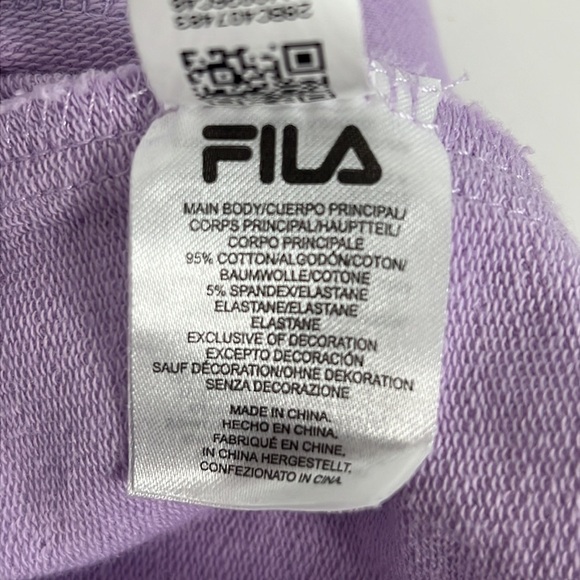 28BC407483
FILA
MAIN BODY/CUERPO PRINCIPAL/
CORPS PRINCIPAL/HAUPTTEIL/
CORPO PRINCIPALE
95% COTTON/ALGODÓN/COTON/
BAUMWOLLE/COTONE
5% SPANDEX/ELASTANE
ELASTANE/ELASTANE
ELASTANE
EXCLUSIVE OF DECORATION
EXCEPTO DECORACIÓN
SAUF DÉCORATION/OHNE DEKORATION
SENZA DECORAZIONE
MADE IN CHINA.
HECHO EN CHINA.
FABRIQUÉ EN CHINE.
IN CHINA HERGESTELLT.
CONFEZIONATO IN CINA.